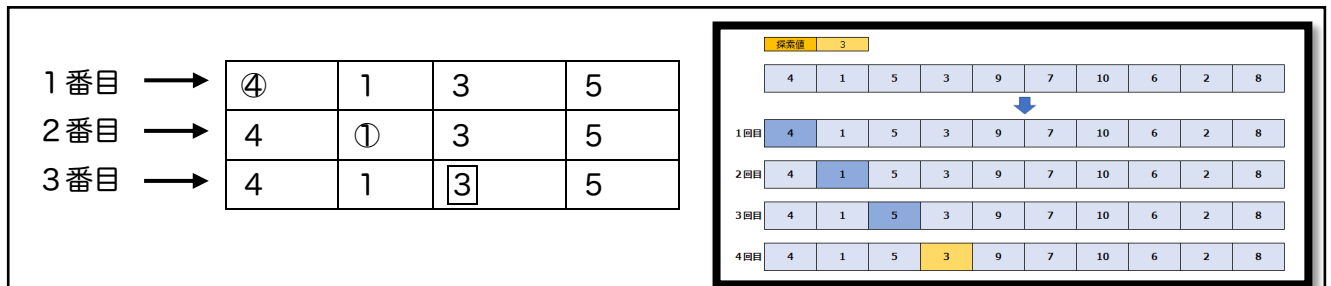 1番目 → ④ 1 3 5
2番目 → 4 ① 3 5
3番目 → 4 1 3 5
探索値 3
4 1 5 3 9 7 10 6 2 8
1回目 4 1 5 3 9 7 10 6 2 8
2回目 4 1 5 3 9 7 10 6 2 8
3回目 4 1 5 3 9 7 10 6 2 8
4回目 4 1 5 3 9 7 10 6 2 8